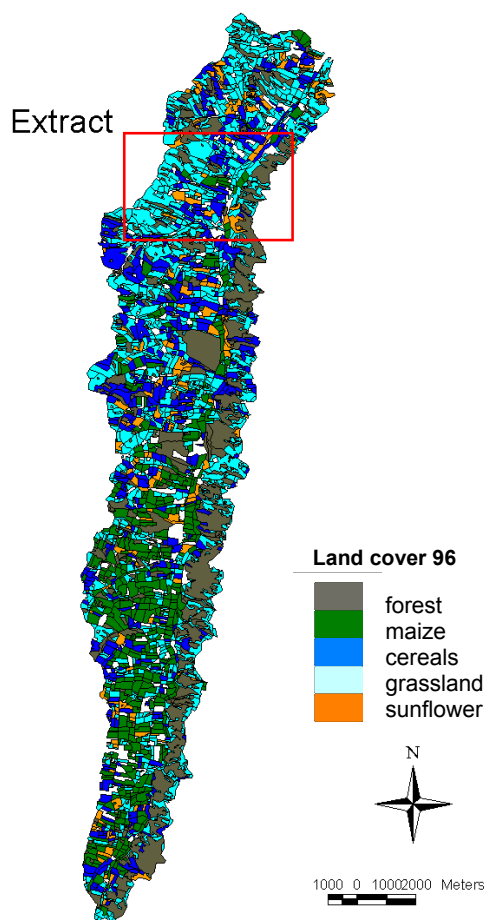 Extract
Land cover 96
forest
maize
cereals
grassland
sunflower
N
1000 0 10002000 Meters